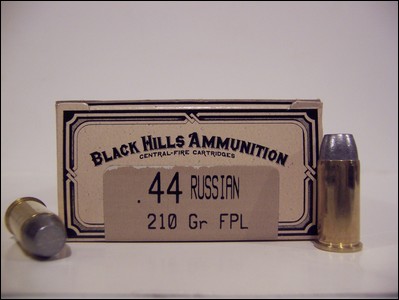 BLACK HILLS AMMUNITION
CENTRAL-FIRE CARTRIDGES
.44 RUSSIAN
210 Gr FPL